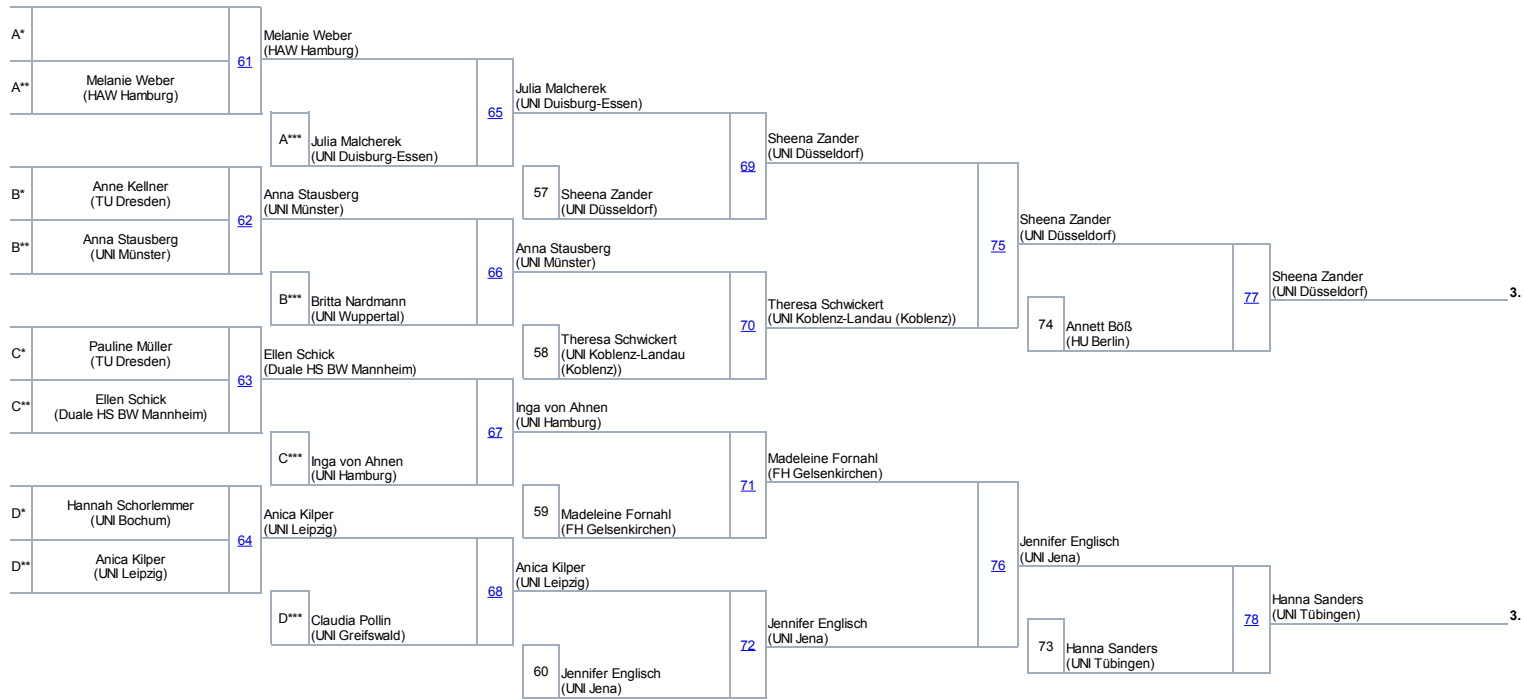 A*
A**
Melanie Weber
(HAW Hamburg)
61
B*
Anne Kellner
(TU Dresden)
B**
Anna Stausberg
(UNI Münster)
62
C*
Pauline Müller
(TU Dresden)
C**
Ellen Schick
(Duale HS BW Mannheim)
63
D*
Hannah Schorlemmer
(UNI Bochum)
D**
Anica Kilper
(UNI Leipzig)
64
Melanie Weber
(HAW Hamburg)
A***
Julia Malcherek
(UNI Duisburg-Essen)
65
Anna Stausberg
(UNI Münster)
B***
Britta Nardmann
(UNI Wuppertal)
66
Ellen Schick
(Duale HS BW Mannheim)
C***
Inga von Ahnen
(UNI Hamburg)
67
Anica Kilper
(UNI Leipzig)
D***
Claudia Pollin
(UNI Greifswald)
68
Julia Malcherek
(UNI Duisburg-Essen)
57
Sheena Zander
(UNI Düsseldorf)
69
Anna Stausberg
(UNI Münster)
58
Theresa Schwickert
(UNI Koblenz-Landau
(Koblenz))
70
Inga von Ahnen
(UNI Hamburg)
59
Madeleine Fornahl
(FH Gelsenkirchen)
71
Anica Kilper
(UNI Leipzig)
60
Jennifer Englisch
(UNI Jena)
72
Sheena Zander
(UNI Düsseldorf)
Theresa Schwickert
(UNI Koblenz-Landau (Koblenz))
75
Madeleine Fornahl
(FH Gelsenkirchen)
Jennifer Englisch
(UNI Jena)
76
Sheena Zander
(UNI Düsseldorf)
74
Annett Böß
(HU Berlin)
77
Jennifer Englisch
(UNI Jena)
73
Hanna Sanders
(UNI Tübingen)
78
Sheena Zander
(UNI Düsseldorf)
3.
Hanna Sanders
(UNI Tübingen)
3.